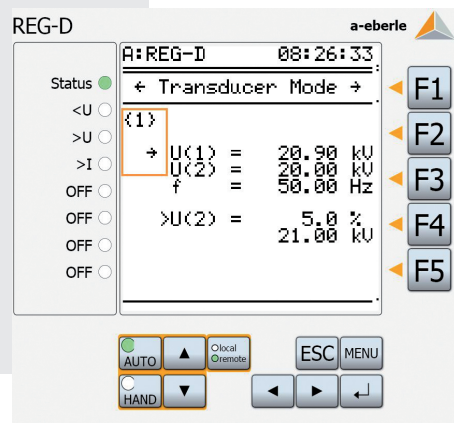 REG-D
a-eberle
A:REG-D 08:26:33
← Transducer Mode →
(1)
→ U(1) = 20.90 kV
U(2) = 20.00 kV
f = 50.00 Hz
>U(2) = 5.0 %
21.00 kV
Status
<U
>U
>I
OFF
OFF
OFF
OFF
F1
F2
F3
F4
F5
AUTO
local
remote
ESC
MENU
HAND